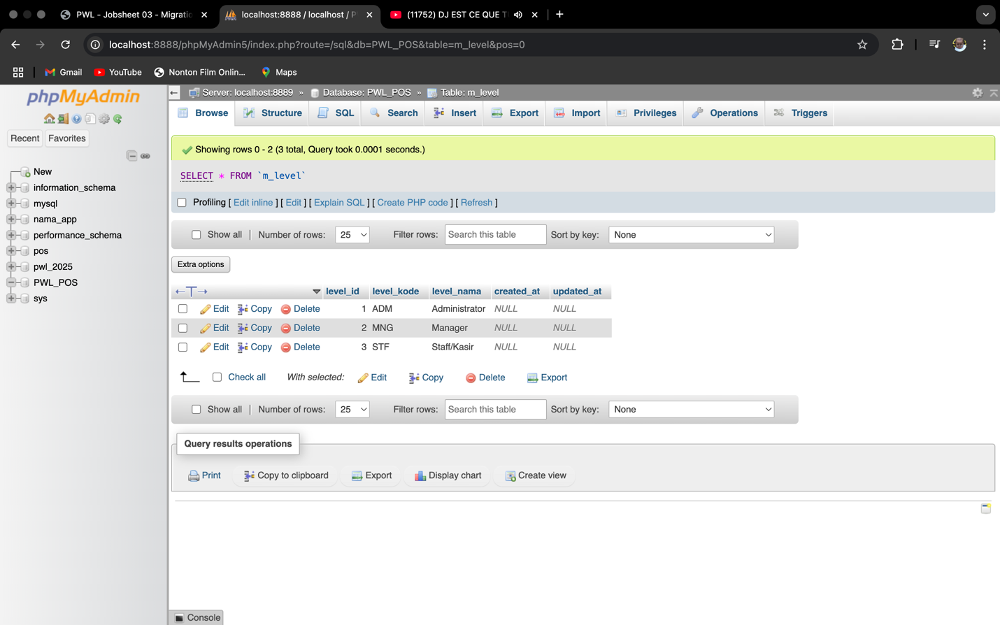 PWL - Jobsheet 03 - Migratio
localhost:8888 / localhost / P
(11752) DJ EST CE QUE T
localhost:8888/phpMyAdmin5/index.php?route=/sql&db=PWL_POS&table=m_level&pos=0
Gmail YouTube Nonton Film Onlin... Maps
phpMyAdmin
Recent Favorites
New
information_schema
mysql
nama_app
performance_schema
pos
pwl_2025
PWL_POS
sys
Server: localhost:8889 » Database: PWL_POS » Table: m_level
Browse Structure SQL Search Insert Export Import Privileges Operations Triggers
Showing rows 0 - 2 (3 total, Query took 0.0001 seconds.)
SELECT * FROM `m_level`
Profiling [ Edit inline ] [ Edit ] [ Explain SQL ] [ Create PHP code ] [ Refresh ]
Show all | Number of rows: 25 Filter rows: Search this table Sort by key: None
Extra options
←T→ level_id level_kode level_nama created_at updated_at
Edit Copy Delete 1 ADM Administrator NULL NULL
Edit Copy Delete 2 MNG Manager NULL NULL
Edit Copy Delete 3 STF Staff/Kasir NULL NULL
Check all With selected: Edit Copy Delete Export
Show all | Number of rows: 25 Filter rows: Search this table Sort by key: None
Query results operations
Print Copy to clipboard Export Display chart Create view
Console